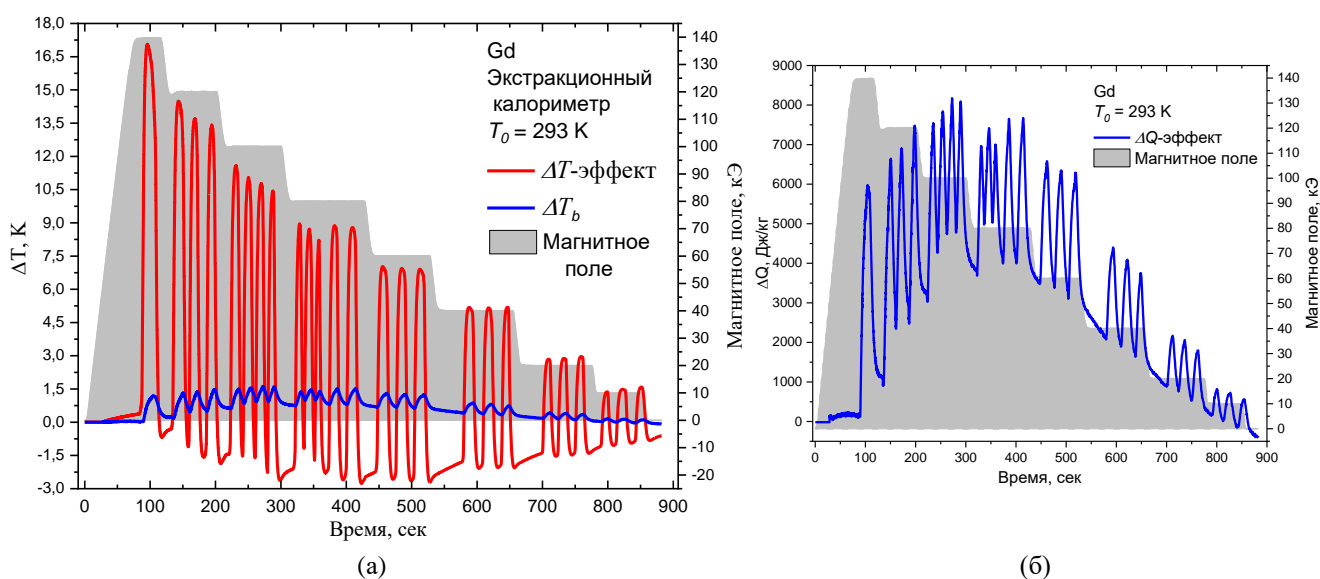 18,0
16,5
15,0
13,5
12,0
10,5
9,0
7,5
6,0
4,5
3,0
1,5
0,0
-1,5
-3,0
ΔT, K
0 100 200 300 400 500 600 700 800 900
Время, сек
140
130
120
110
100
90
80
70
60
50
40
30
20
10
0
-10
-20
Магнитное поле, кЭ
Gd
Экстракционный
калориметр
T0 = 293 K
ΔT-эффект
ΔTb
Магнитное
поле
(а)
9000
8000
7000
6000
5000
4000
3000
2000
1000
0
ΔQ, Дж/кг
0 100 200 300 400 500 600 700 800 900
Время, сек
140
130
120
110
100
90
80
70
60
50
40
30
20
10
0
Магнитное поле, кЭ
Gd
T0 = 293 K
ΔQ-эффект
Магнитное поле
(б)